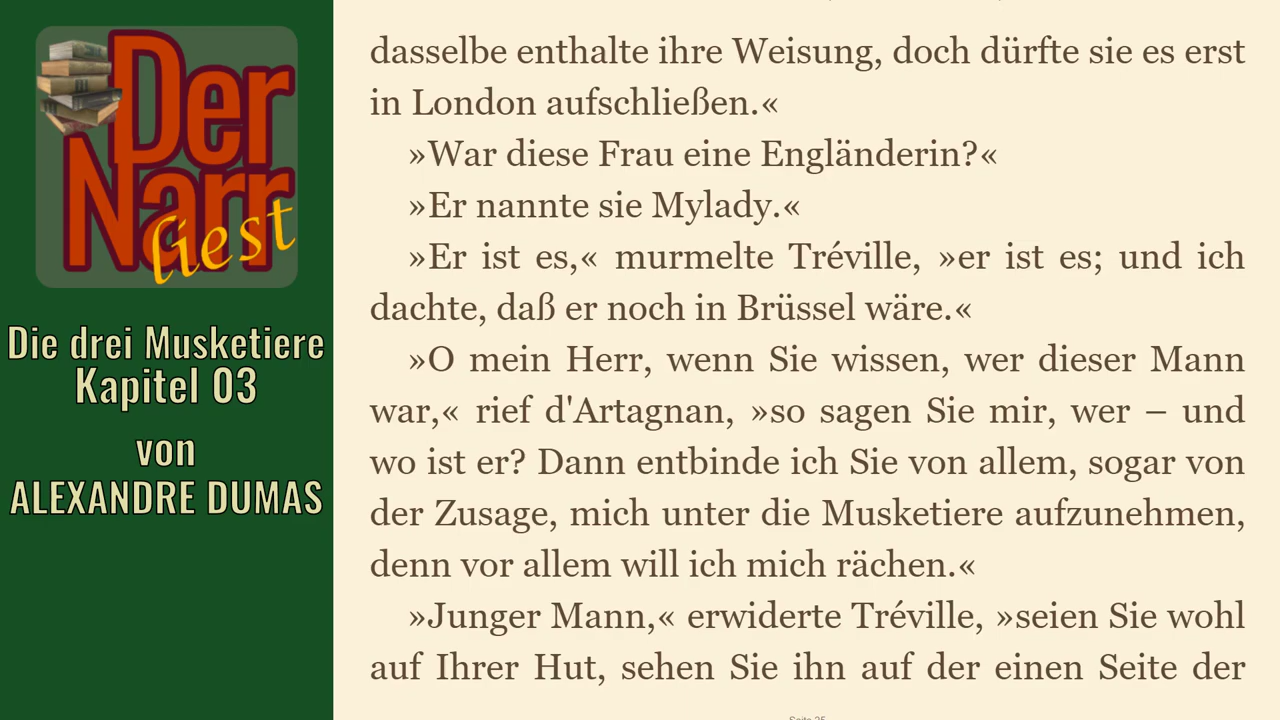 Der
Narr
liest
Die drei Musketiere
Kapitel 03
von
ALEXANDRE DUMAS
dasselbe enthalte ihre Weisung, doch dürfte sie es erst
in London aufschließen.«
»War diese Frau eine Engländerin?«
»Er nannte sie Mylady.«
»Er ist es,« murmelte Tréville, »er ist es; und ich
dachte, daß er noch in Brüssel wäre.«
»O mein Herr, wenn Sie wissen, wer dieser Mann
war,« rief d'Artagnan, »so sagen Sie mir, wer – und
wo ist er? Dann entbinde ich Sie von allem, sogar von
der Zusage, mich unter die Musketiere aufzunehmen,
denn vor allem will ich mich rächen.«
»Junger Mann,« erwiderte Tréville, »seien Sie wohl
auf Ihrer Hut, sehen Sie ihn auf der einen Seite der